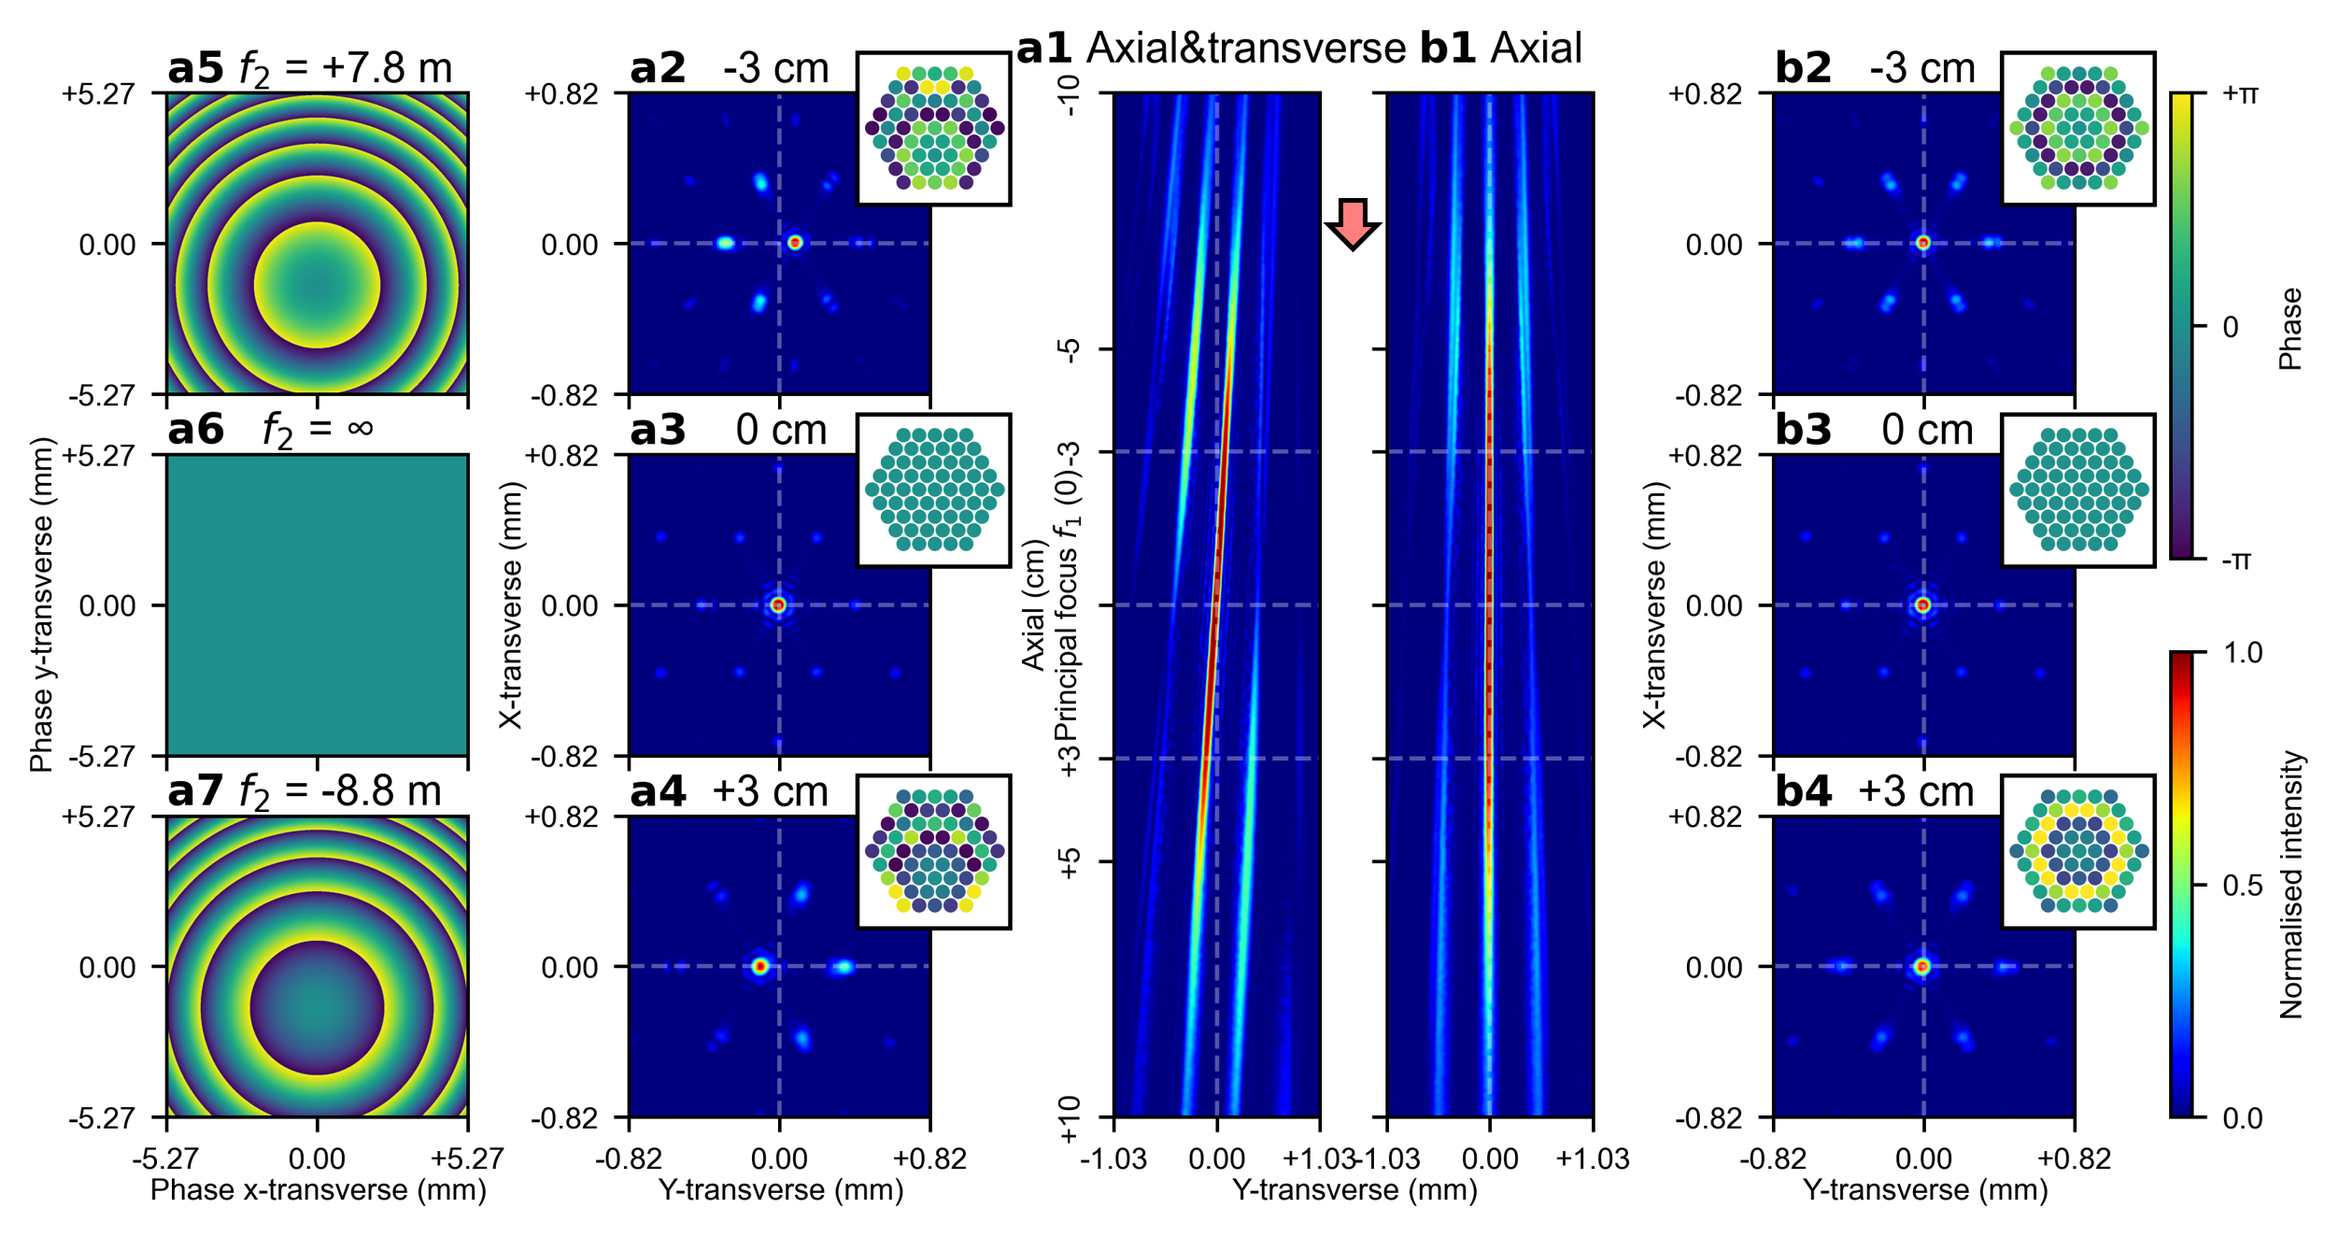 a5 f2 = +7.8 m
+5.27
0.00
-5.27
a6 f2 = ∞
+5.27
0.00
-5.27
a7 f2 = -8.8 m
+5.27
0.00
-5.27
-5.27 0.00 +5.27
Phase x-transverse (mm)
Phase y-transverse (mm)
a2 -3 cm
+0.82
0.00
-0.82
a3 0 cm
+0.82
0.00
-0.82
a4 +3 cm
+0.82
0.00
-0.82
-0.82 0.00 +0.82
Y-transverse (mm)
X-transverse (mm)
a1 Axial&transverse
b1 Axial
-10
-5
-3
Principal focus f1 (0)
+3
+5
+10
Axial (cm)
-1.03 0.00 +1.03
-1.03 0.00 +1.03
Y-transverse (mm)
b2 -3 cm
+0.82
0.00
-0.82
b3 0 cm
+0.82
0.00
-0.82
b4 +3 cm
+0.82
0.00
-0.82
-0.82 0.00 +0.82
Y-transverse (mm)
X-transverse (mm)
+π
0
-π
Phase
1.0
0.5
0.0
Normalised intensity